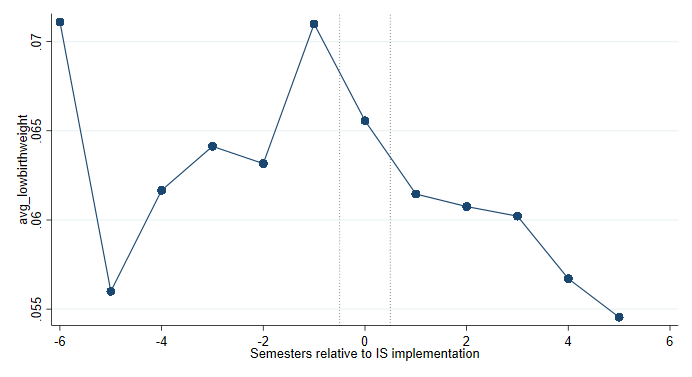 .07
.065
.06
.055
avg_lowbirthweight
-6 -4 -2 0 2 4 6
Semesters relative to IS implementation